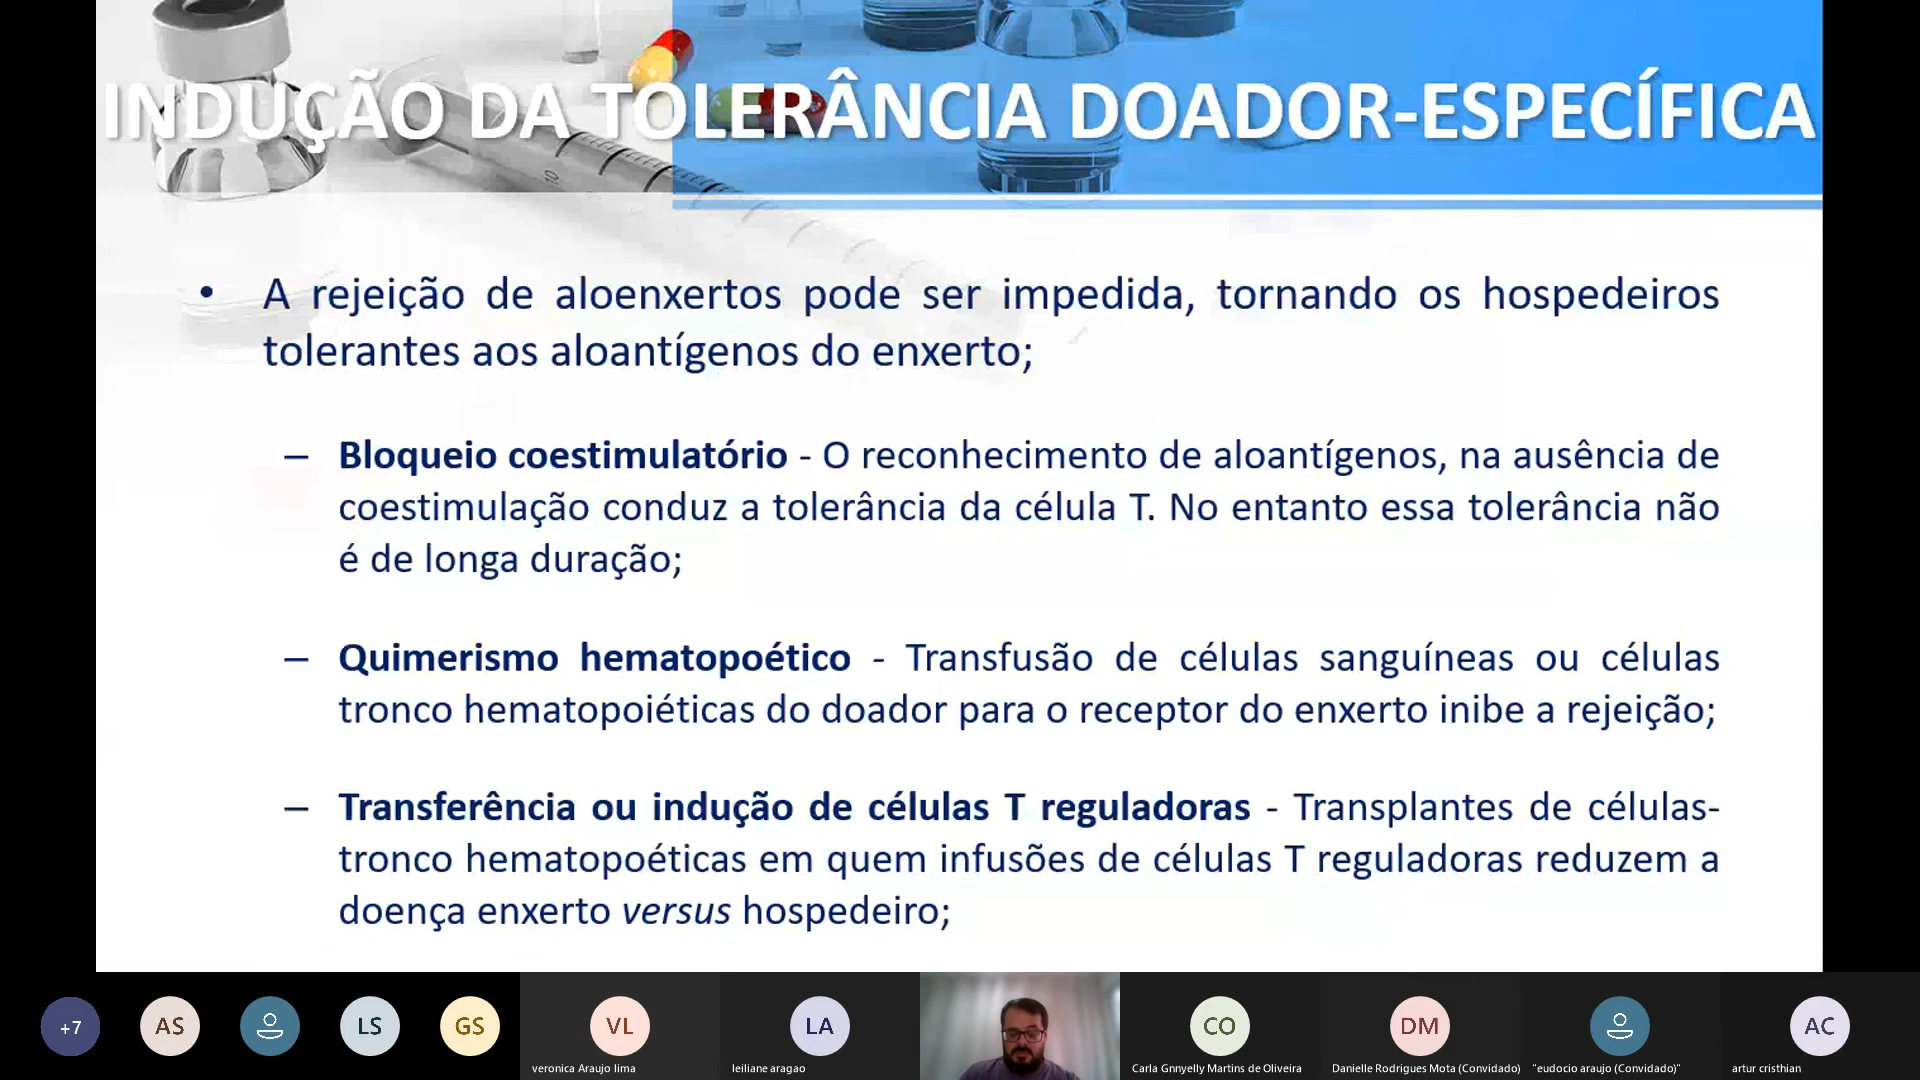 INDUÇÃO DA TOLERÂNCIA DOADOR-ESPECÍFICA
• A rejeição de aloenxertos pode ser impedida, tornando os hospedeiros
tolerantes aos aloantígenos do enxerto;
– Bloqueio coestimulatório - O reconhecimento de aloantígenos, na ausência de
coestimulação conduz a tolerância da célula T. No entanto essa tolerância não
é de longa duração;
– Quimerismo hematopoético - Transfusão de células sanguíneas ou células
tronco hematopoiéticas do doador para o receptor do enxerto inibe a rejeição;
– Transferência ou indução de células T reguladoras - Transplantes de células-
tronco hematopoéticas em quem infusões de células T reguladoras reduzem a
doença enxerto versus hospedeiro;
+7 AS LS GS VL LA CO DM AC
veronica Araujo lima leiliane aragao Carla Gnnyelly Martins de Oliveira Danielle Rodrigues Mota (Convidado) "eudocio araujo (Convidado)" artur cristhian
10